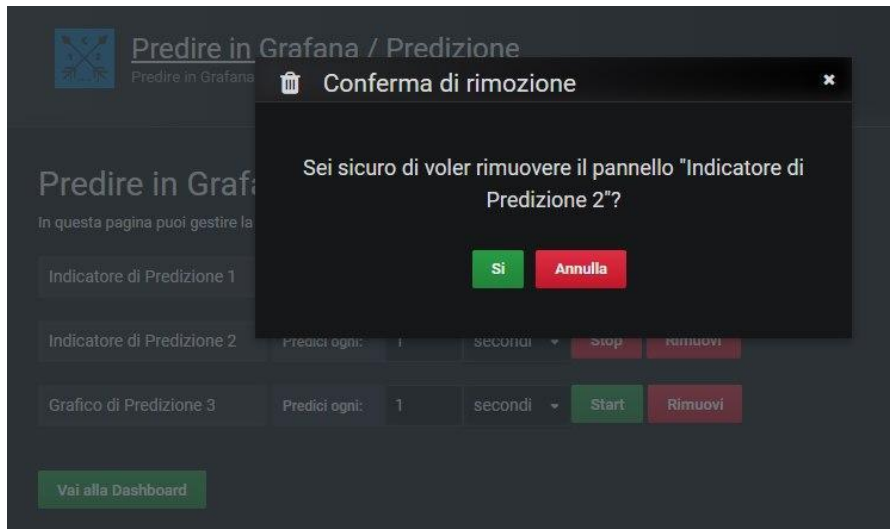 Predire in Grafana / Predizione
Predire in Grafana
Conferma di rimozione
Sei sicuro di voler rimuovere il pannello "Indicatore di
Predizione 2"?
Si Annulla
Predire in Grafa
In questa pagina puoi gestire la
Indicatore di Predizione 1
Indicatore di Predizione 2 Predici ogni: 1 secondi Stop Rimuovi
Grafico di Predizione 3 Predici ogni: 1 secondi Start Rimuovi
Vai alla Dashboard